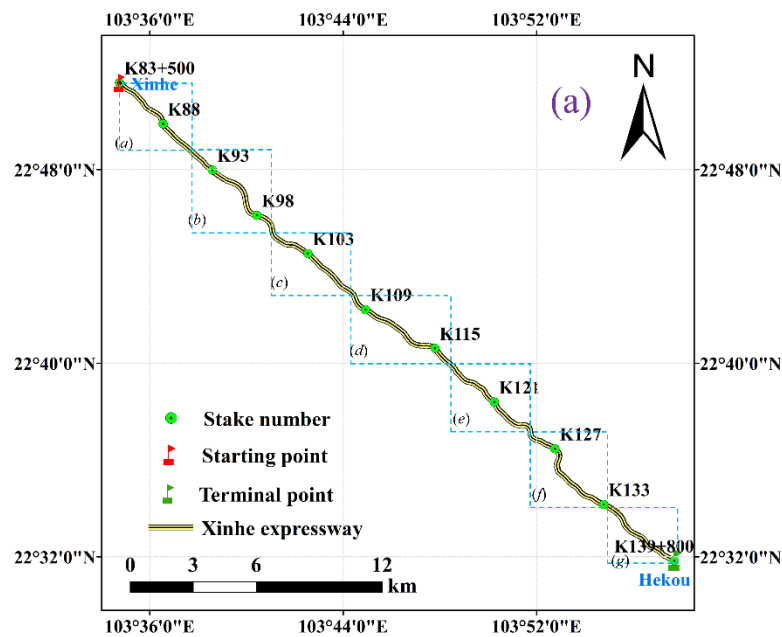 103°36'0"E 103°44'0"E 103°52'0"E
K83+500
Xinhe
N
(a)
K88
(a)
22°48'0"N K93 22°48'0"N
K98
(b)
K103
(c)
K109
K115
(d)
22°40'0"N 22°40'0"N
K121
Stake number
(e)
K127
Starting point
Terminal point
K133
(f)
Xinhe expressway
22°32'0"N K139+800 22°32'0"N
(g)
0 3 6 12
Hekou
km
103°36'0"E 103°44'0"E 103°52'0"E